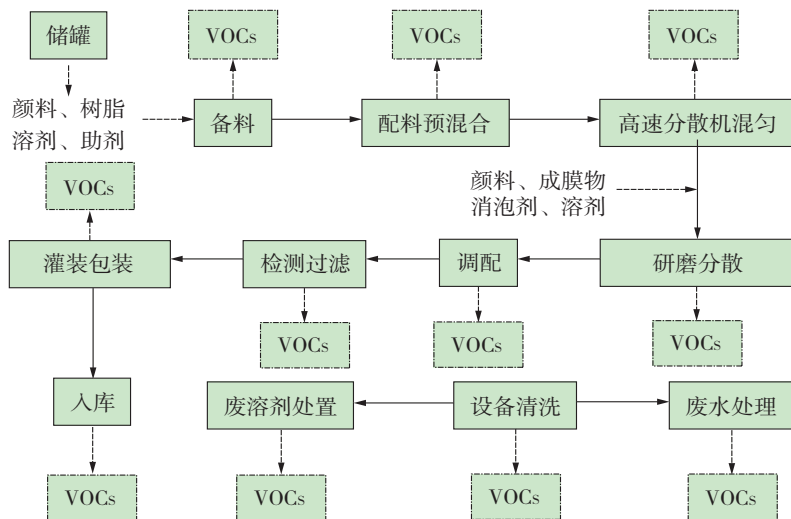 储罐
VOCs
VOCs
VOCs
颜料、树脂
溶剂、助剂
备料
配料预混合
高速分散机混匀
颜料、成膜物
消泡剂、溶剂
VOCs
灌装包装
检测过滤
调配
研磨分散
VOCs
VOCs
VOCs
入库
废溶剂处置
设备清洗
废水处理
VOCs
VOCs
VOCs
VOCs